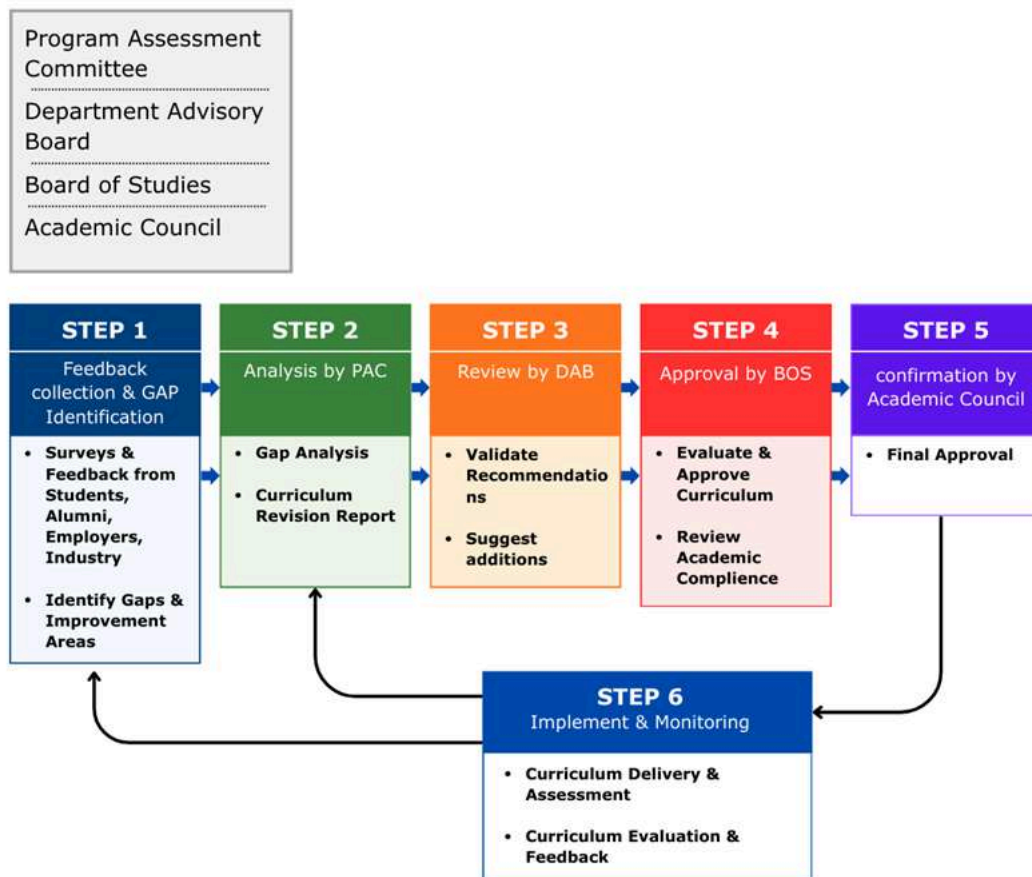 Program Assessment
Committee
Department Advisory
Board
Board of Studies
Academic Council
STEP 1
Feedback
collection & GAP
Identification
• Surveys &
Feedback from
Students,
Alumni,
Employers,
Industry
• Identify Gaps &
Improvement
Areas
STEP 2
Analysis by PAC
• Gap Analysis
• Curriculum
Revision Report
STEP 3
Review by DAB
• Validate
Recommendatio
ns
• Suggest
additions
STEP 4
Approval by BOS
• Evaluate &
Approve
Curriculum
• Review
Academic
Complience
STEP 5
confirmation by
Academic Council
• Final Approval
STEP 6
Implement & Monitoring
• Curriculum Delivery &
Assessment
• Curriculum Evaluation &
Feedback